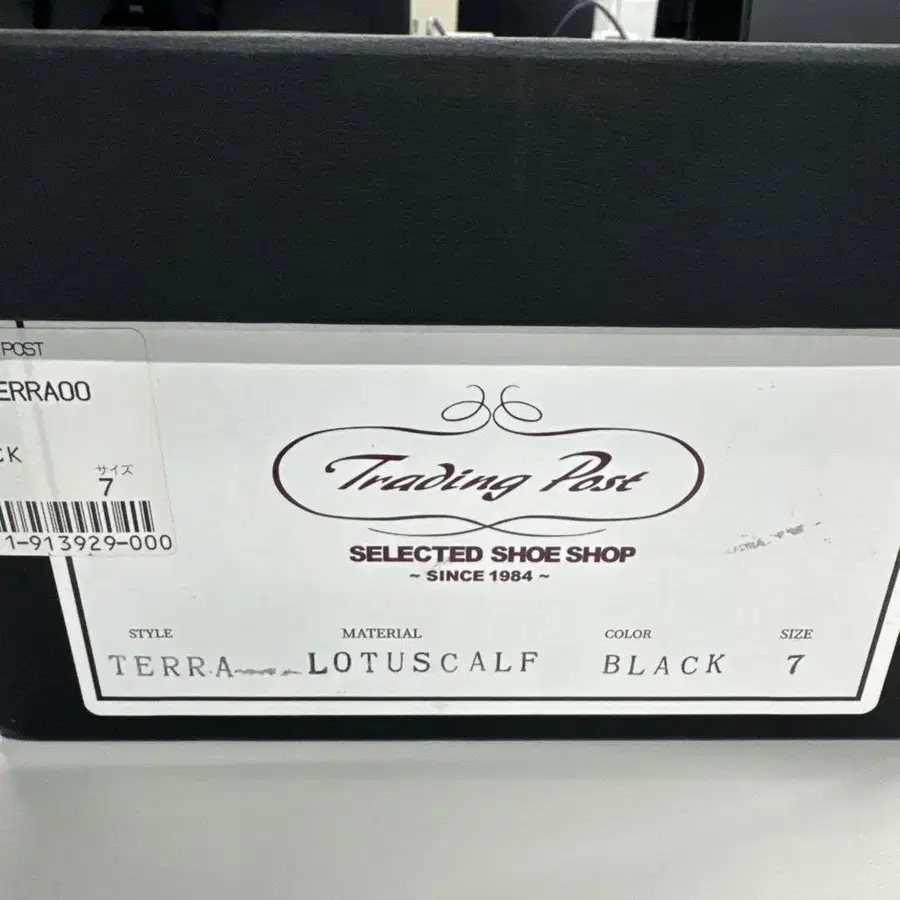 POST
ERRA00
CK
サイズ
7
1-913929-000
Trading Post
SELECTED SHOE SHOP
~ SINCE 1984 ~
STYLE MATERIAL COLOR SIZE
TERRA LOTUSCALF BLACK 7